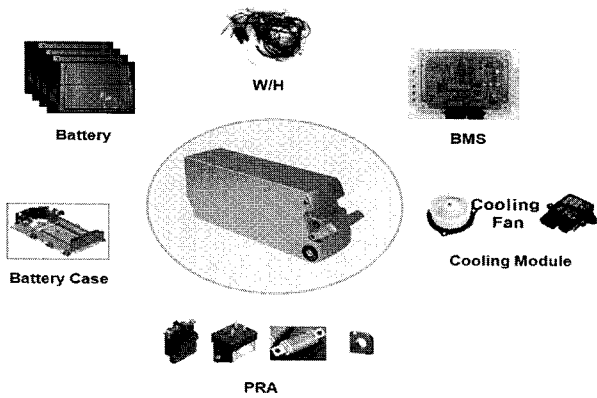 W/H
Battery
BMS
Cooling
Fan
Battery Case
Cooling Module
PRA